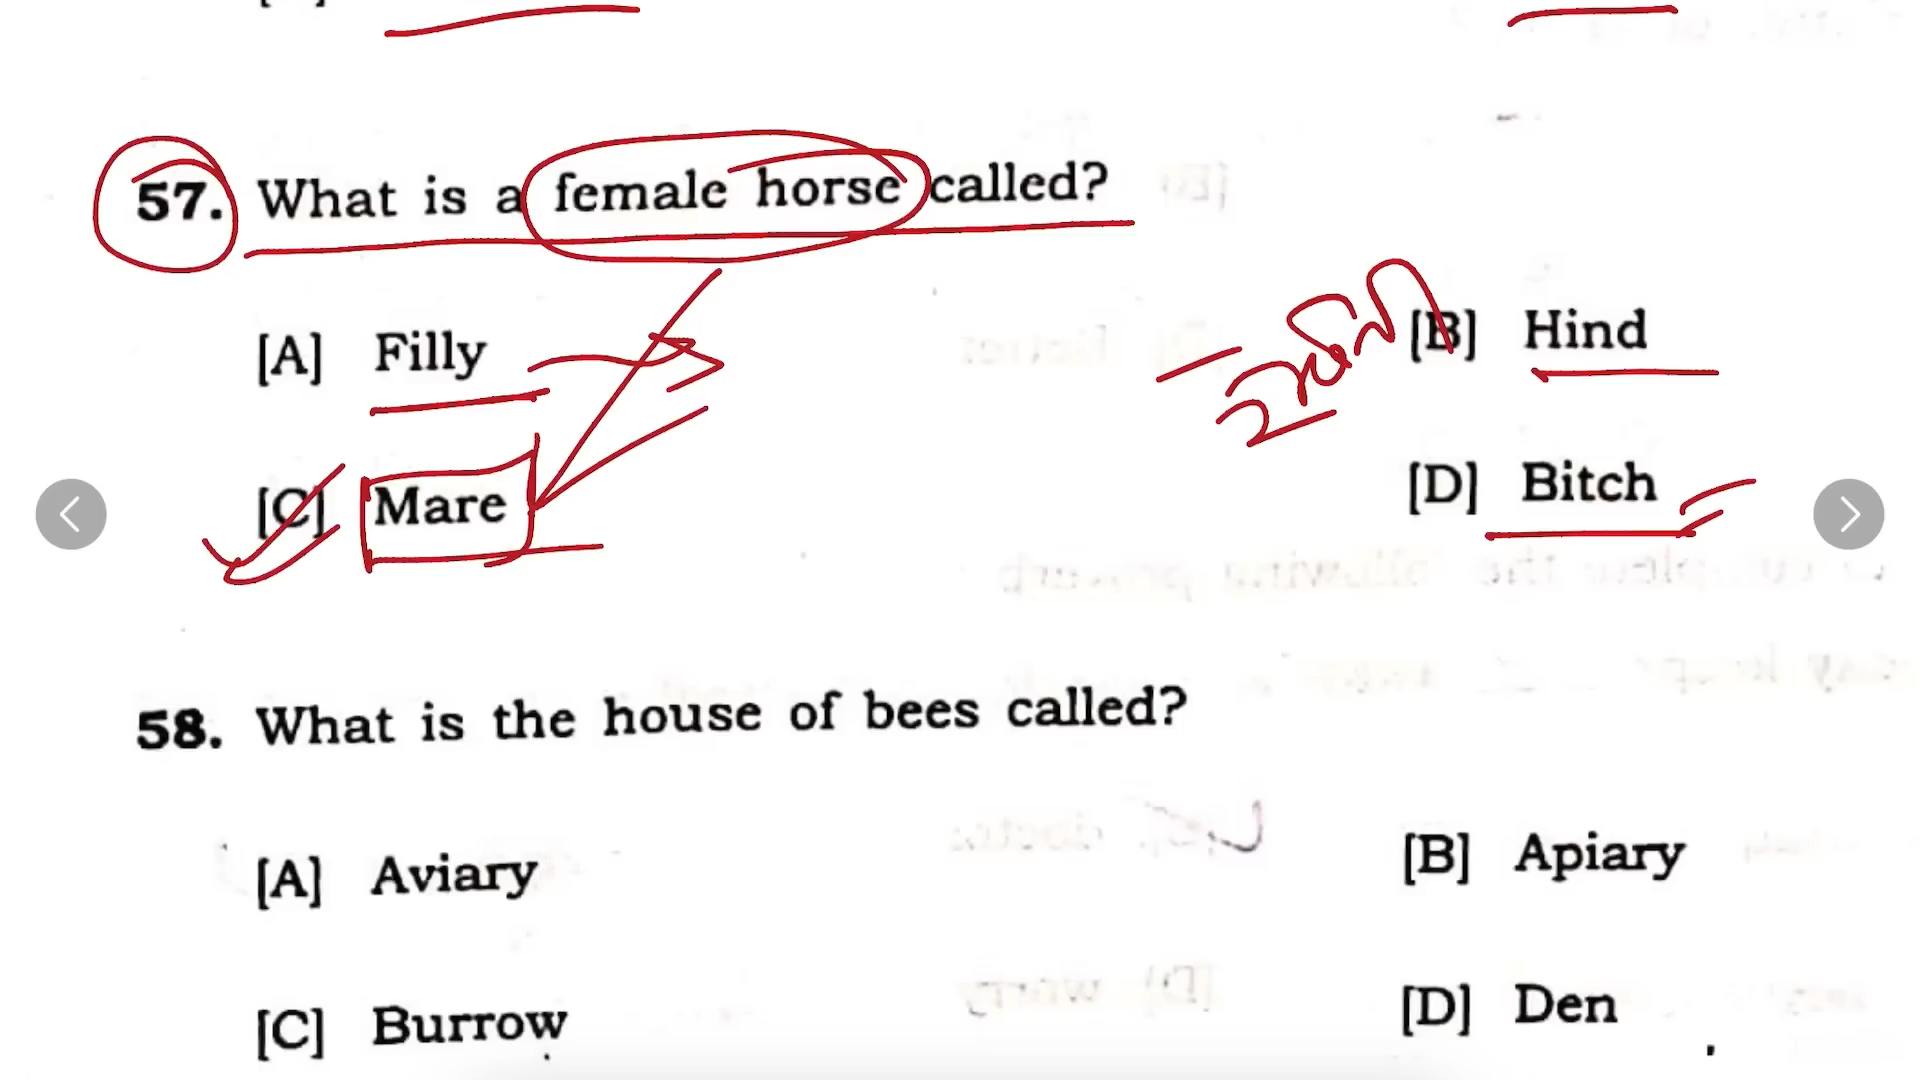 57. What is a female horse called?
[A] Filly
[B] Hind
[C] Mare
[D] Bitch
58. What is the house of bees called?
[A] Aviary
[B] Apiary
[C] Burrow
[D] Den